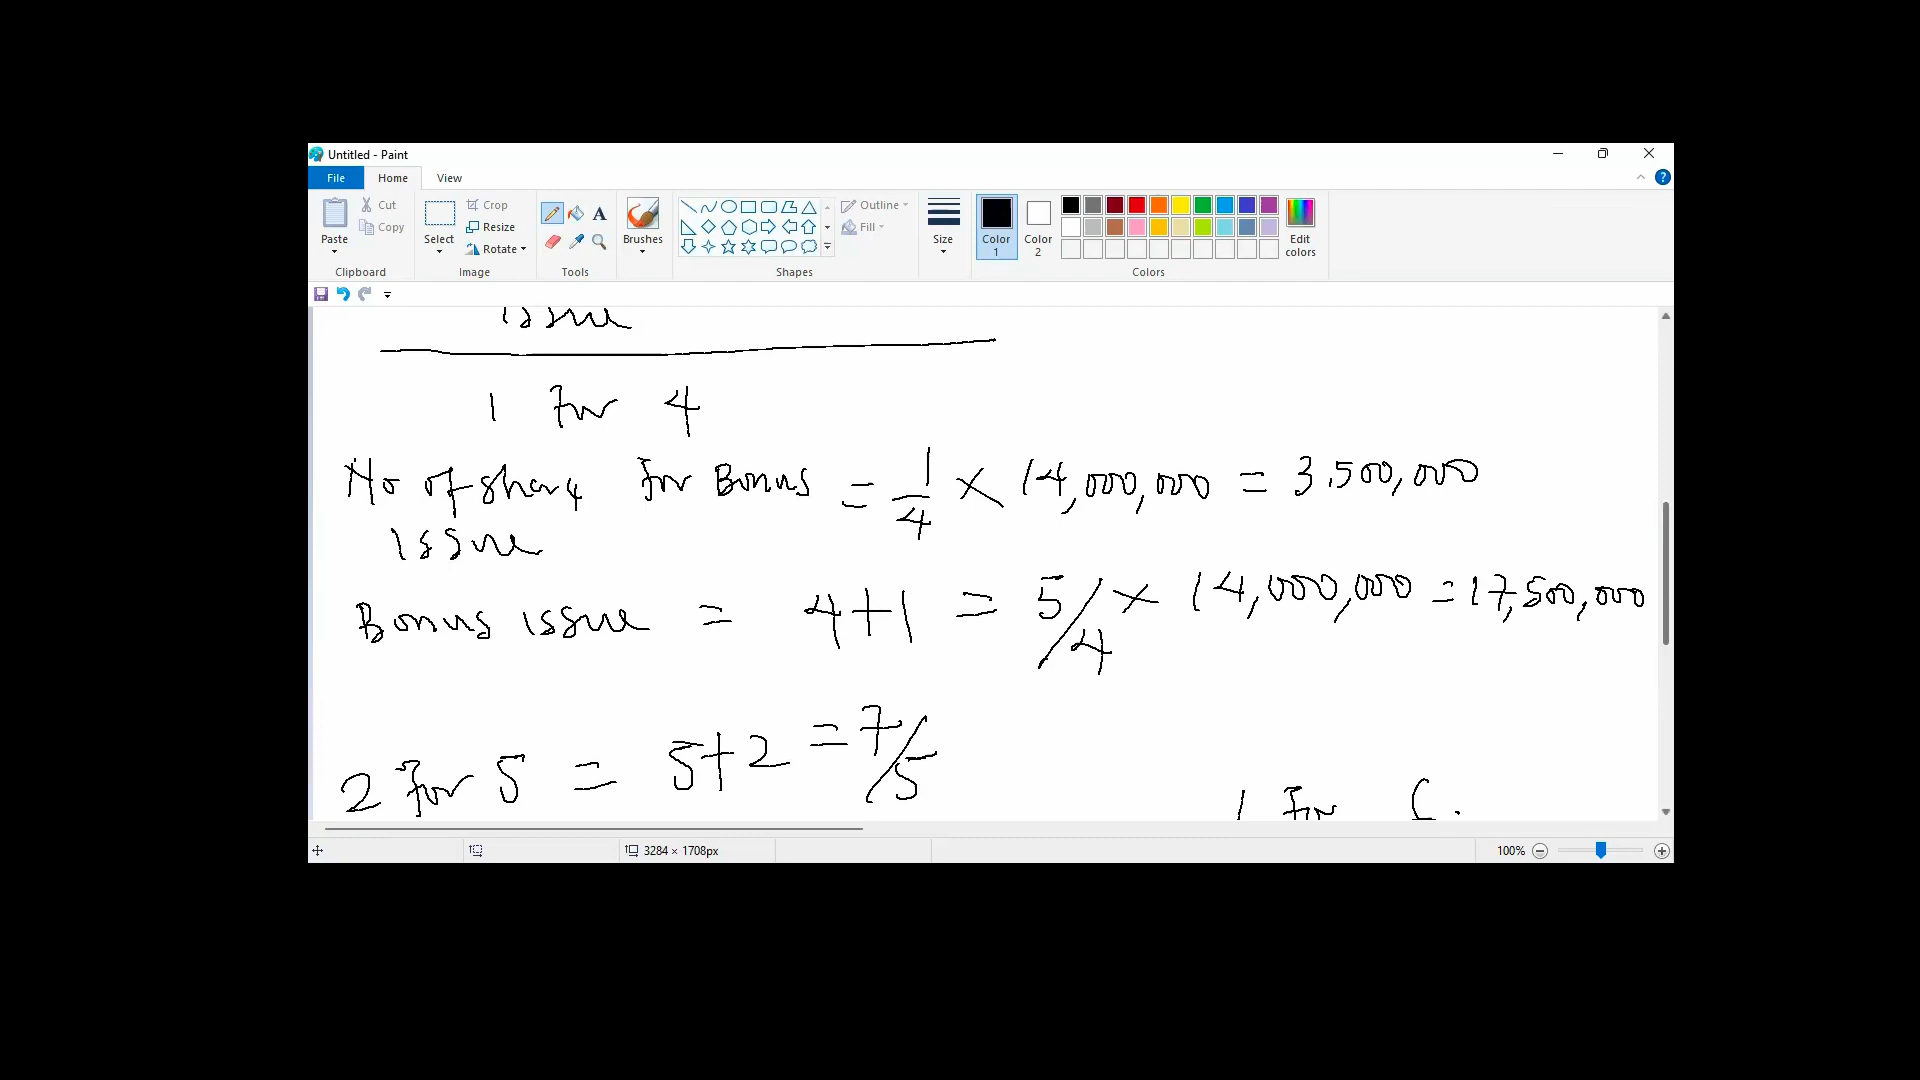 Untitled - Paint
File Home View
Paste
Cut
Copy
Clipboard
Select
Crop
Resize
Rotate
Image
Tools
Brushes
Outline
Fill
Shapes
Size
Color 1
Color 2
Edit colors
Colors
issue
1 for 4
No of share for Bonus = 1/4 × 14,000,000 = 3,500,000
issue
Bonus issue = 4+1 = 5/4 × 14,000,000 = 17,500,000
2 for 5 = 5+2 = 7/5
1 for
3284 × 1708px
100%